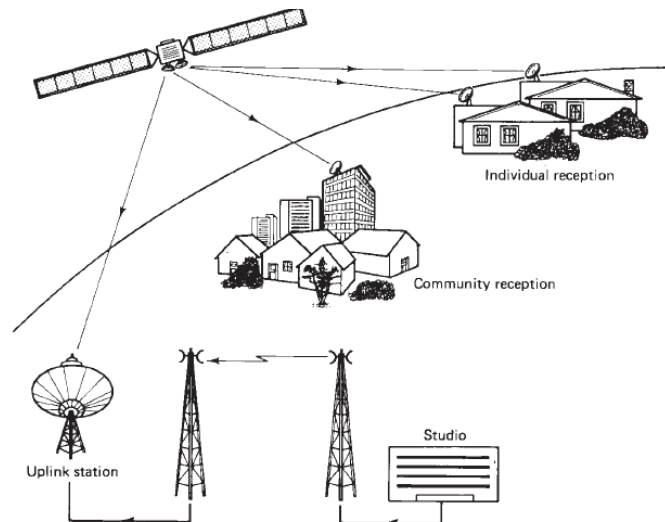 Individual reception
Community reception
Studio
Uplink station